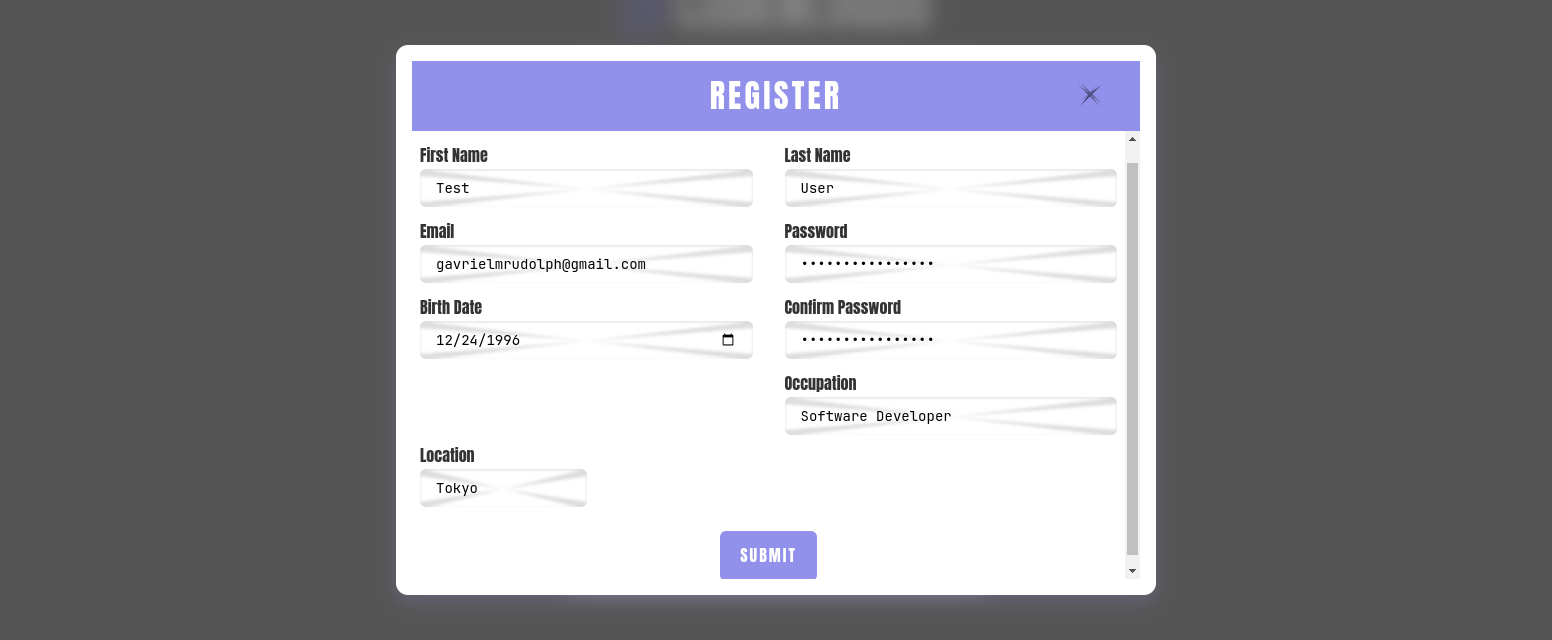 REGISTER
First Name Last Name
Test User
Email Password
gavrielmrudolph@gmail.com ••••••••••••••••
Birth Date Confirm Password
12/24/1996 ••••••••••••••••
Occupation
Software Developer
Location
Tokyo
SUBMIT